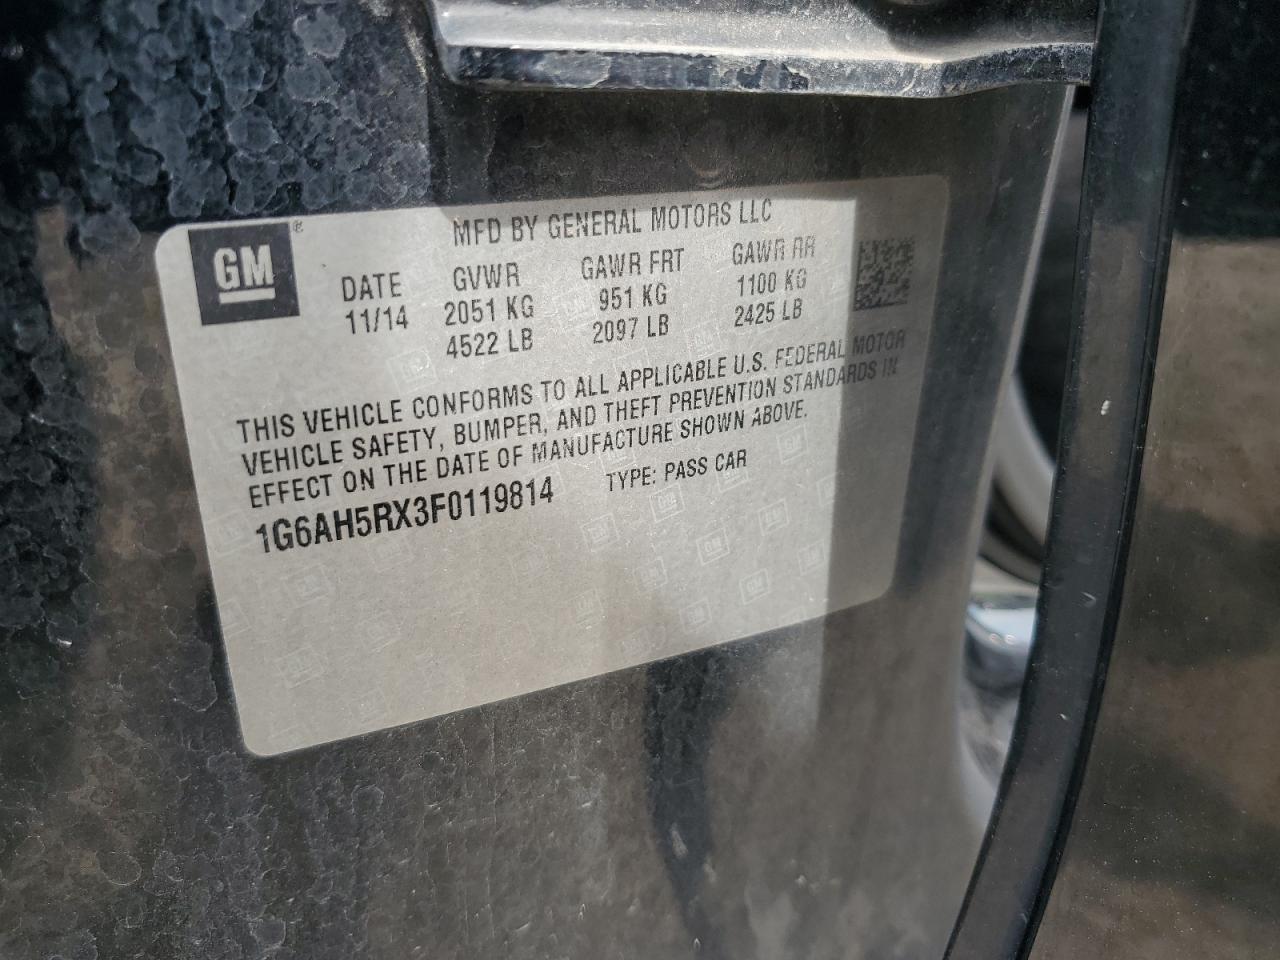 GM®
MFD BY GENERAL MOTORS LLC
DATE GVWR GAWR FRT GAWR RR
11/14 2051 KG 951 KG 1100 KG
4522 LB 2097 LB 2425 LB
THIS VEHICLE CONFORMS TO ALL APPLICABLE U.S. FEDERAL MOTOR
VEHICLE SAFETY, BUMPER, AND THEFT PREVENTION STANDARDS IN
EFFECT ON THE DATE OF MANUFACTURE SHOWN ABOVE.
1G6AH5RX3F0119814 TYPE: PASS CAR